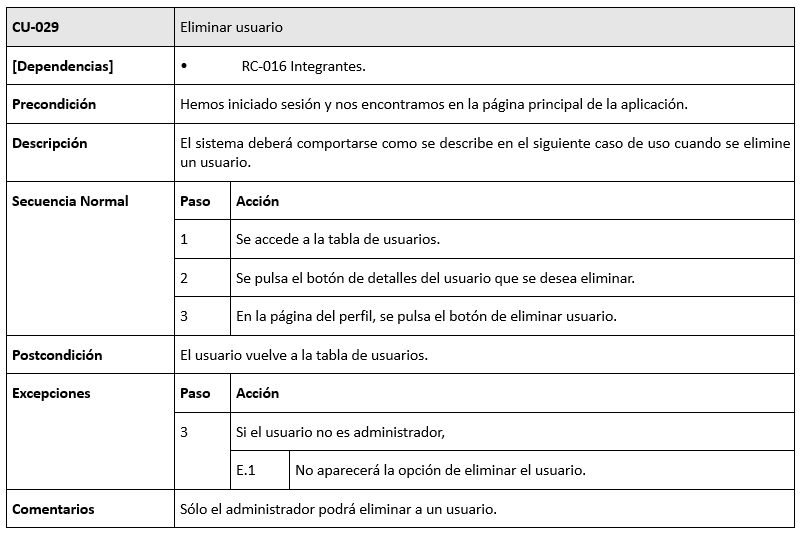 CU-029 Eliminar usuario
[Dependencias] • RC-016 Integrantes.
Precondición Hemos iniciado sesión y nos encontramos en la página principal de la aplicación.
Descripción El sistema deberá comportarse como se describe en el siguiente caso de uso cuando se elimine
un usuario.
Secuencia Normal Paso Acción
1 Se accede a la tabla de usuarios.
2 Se pulsa el botón de detalles del usuario que se desea eliminar.
3 En la página del perfil, se pulsa el botón de eliminar usuario.
Postcondición El usuario vuelve a la tabla de usuarios.
Excepciones Paso Acción
3 Si el usuario no es administrador,
E.1 No aparecerá la opción de eliminar el usuario.
Comentarios Sólo el administrador podrá eliminar a un usuario.